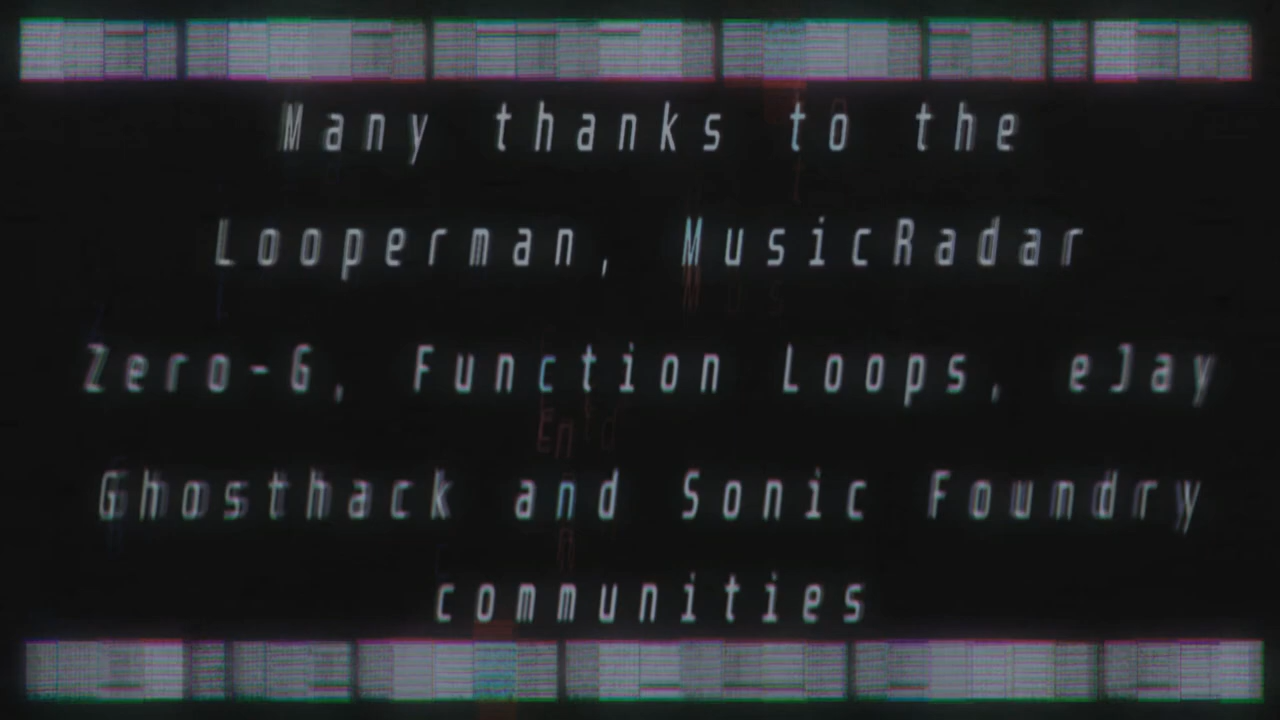 Many thanks to the
Looperman, MusicRadar
Zero-G, Function Loops, eJay
Ghosthack and Sonic Foundry
communities